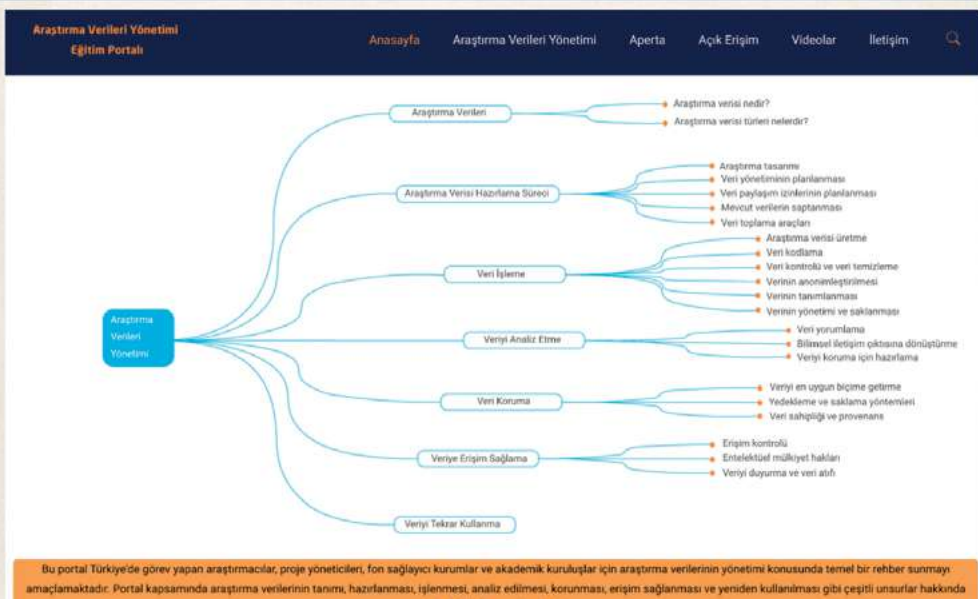 Araştırma Verileri Yönetimi
Eğitim Portalı
Anasayfa Araştırma Verileri Yönetimi Aperta Açık Erişim Videolar İletişim
Araştırma Verileri Yönetimi
Araştırma Verileri
Araştırma verisi nedir?
Araştırma verisi türleri nelerdir?
Araştırma Verisi Hazırlama Süreci
Araştırma tasarımı
Veri yönetiminin planlanması
Veri paylaşım izinlerinin planlanması
Mevcut verilerin saptanması
Veri toplama araçları
Veri İşleme
Araştırma verisi üretme
Veri kodlama
Veri kontrolü ve veri temizleme
Verinin anonimleştirilmesi
Verinin tanımlanması
Verinin yönetimi ve saklanması
Veriyi Analiz Etme
Veri yorumlama
Bilimsel iletişim çıktısına dönüştürme
Veriyi koruma için hazırlama
Veri Koruma
Veriyi en uygun biçime getirme
Yedekleme ve saklama yöntemleri
Veri sahipliği ve provenans
Veriye Erişim Sağlama
Erişim kontrolü
Entelektüel mülkiyet hakları
Veriyi duyurma ve veri atıfı
Veriyi Tekrar Kullanma
Bu portal Türkiye'de görev yapan araştırmacılar, proje yöneticileri, fon sağlayıcı kurumlar ve akademik kuruluşlar için araştırma verilerinin yönetimi konusunda temel bir rehber sunmayı
amaçlamaktadır. Portal kapsamında araştırma verilerinin tanımı, hazırlanması, işlenmesi, analiz edilmesi, korunması, erişim sağlanması ve yeniden kullanılması gibi çeşitli unsurlar hakkında